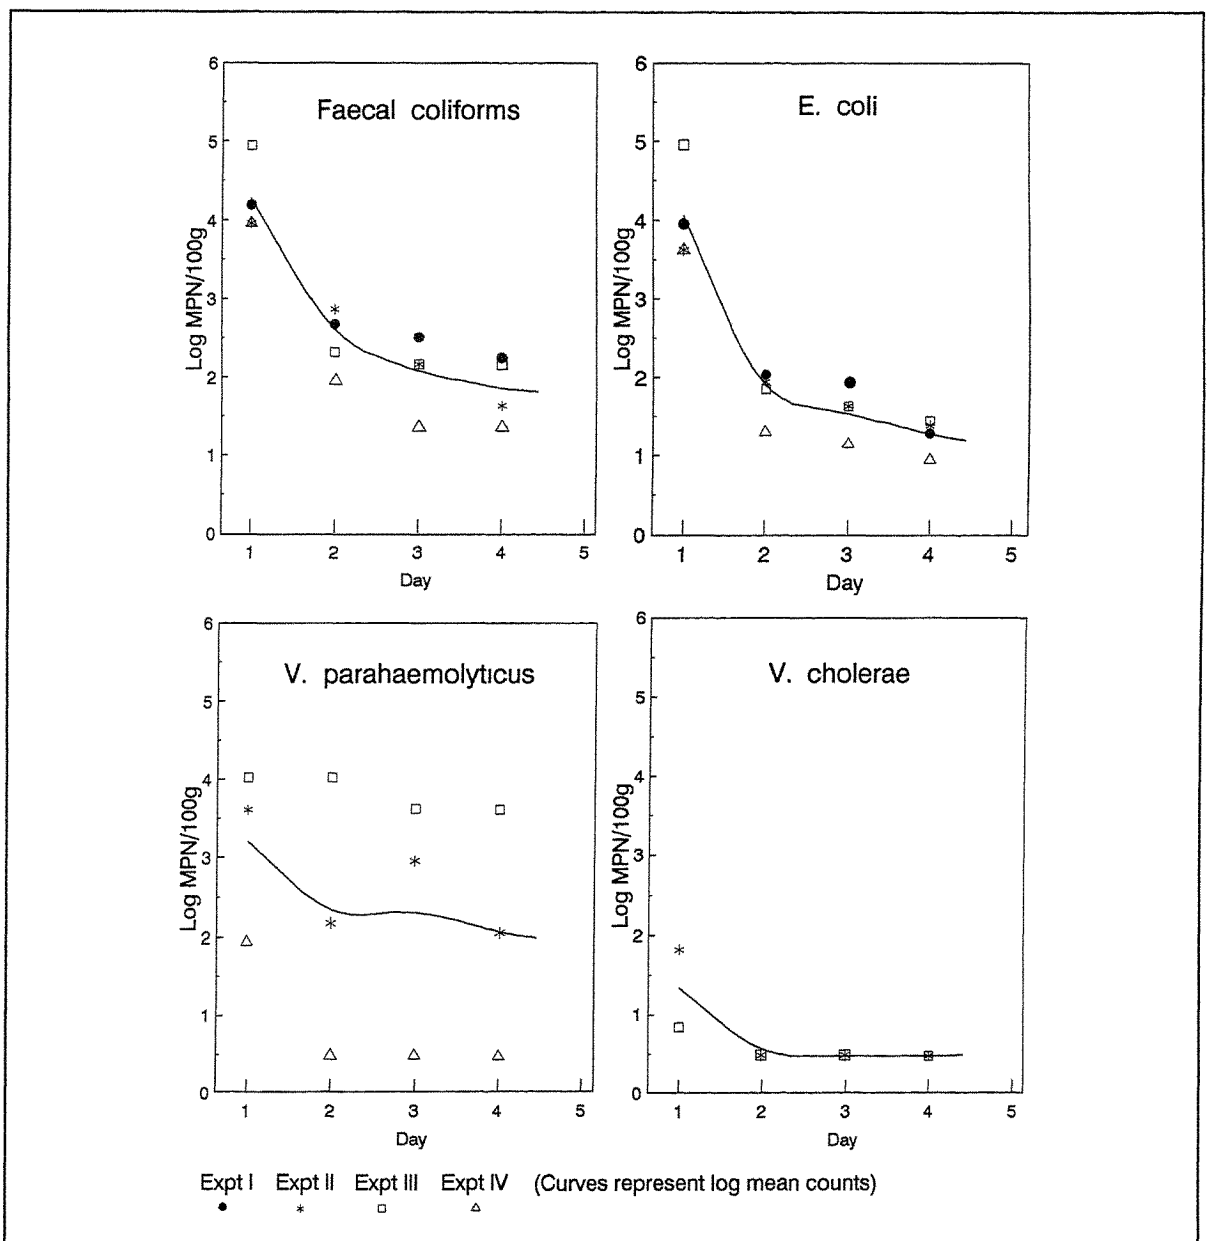 Faecal coliforms
Log MPN/100g
6
5
4
3
2
1
0
1 2 3 4 5
Day
E. coli
Log MPN/100g
6
5
4
3
2
1
0
1 2 3 4 5
Day
V. parahaemolyticus
Log MPN/100g
6
5
4
3
2
1
0
1 2 3 4 5
Day
V. cholerae
Log MPN/100g
6
5
4
3
2
1
0
1 2 3 4 5
Day
Expt I Expt II Expt III Expt IV (Curves represent log mean counts)